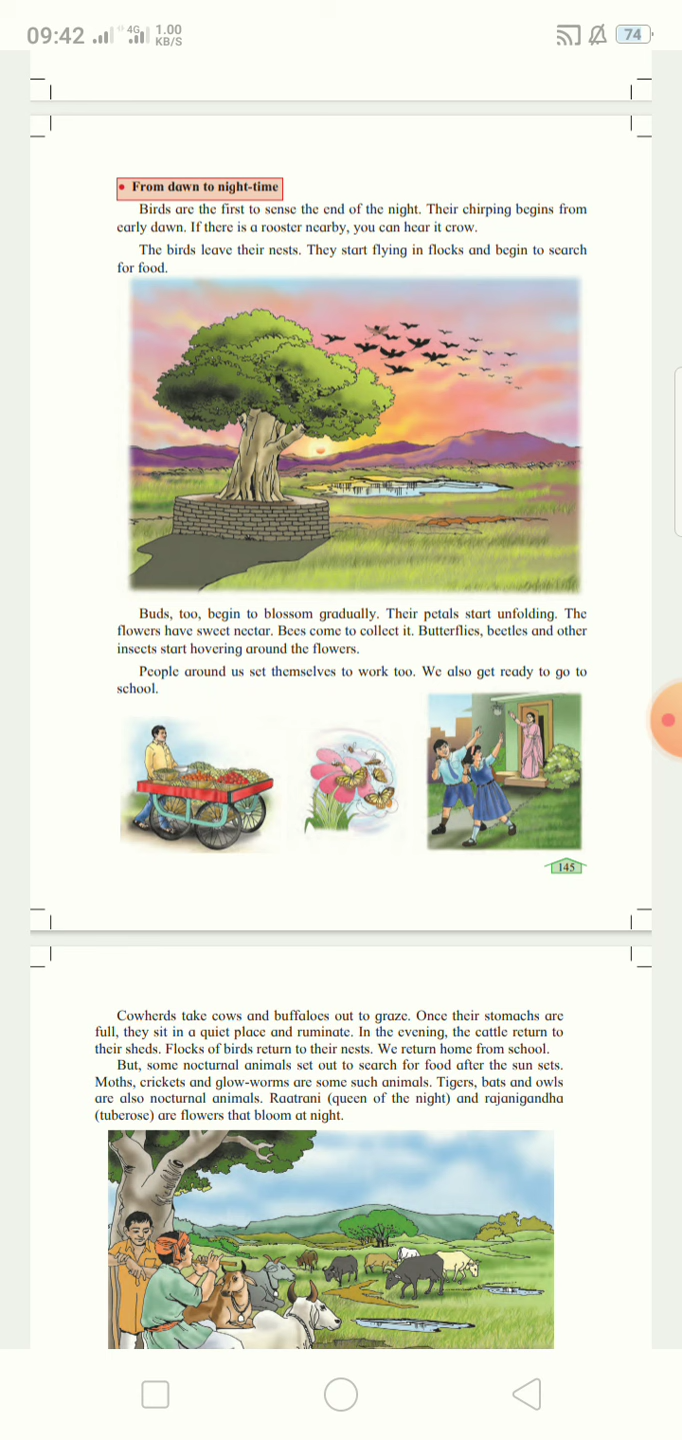 09:42 4G 1.00 KB/S 74
• From dawn to night-time
Birds are the first to sense the end of the night. Their chirping begins from
early dawn. If there is a rooster nearby, you can hear it crow.
The birds leave their nests. They start flying in flocks and begin to search
for food.
Buds, too, begin to blossom gradually. Their petals start unfolding. The
flowers have sweet nectar. Bees come to collect it. Butterflies, beetles and other
insects start hovering around the flowers.
People around us set themselves to work too. We also get ready to go to
school.
145
Cowherds take cows and buffaloes out to graze. Once their stomachs are
full, they sit in a quiet place and ruminate. In the evening, the cattle return to
their sheds. Flocks of birds return to their nests. We return home from school.
But, some nocturnal animals set out to search for food after the sun sets.
Moths, crickets and glow-worms are some such animals. Tigers, bats and owls
are also nocturnal animals. Raatrani (queen of the night) and rajanigandha
(tuberose) are flowers that bloom at night.